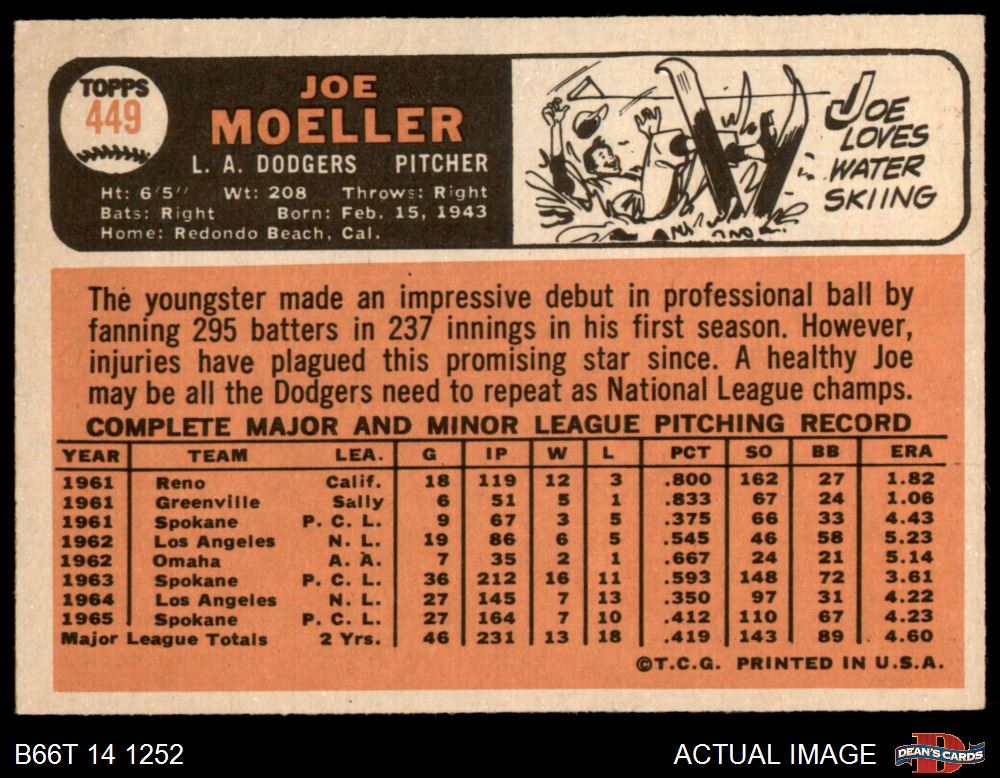 TOPPS
449
JOE
MOELLER
L. A. DODGERS PITCHER
Ht: 6'5" Wt: 208 Throws: Right
Bats: Right Born: Feb. 15, 1943
Home: Redondo Beach, Cal.
JOE
LOVES
WATER
SKIING
The youngster made an impressive debut in professional ball by
fanning 295 batters in 237 innings in his first season. However,
injuries have plagued this promising star since. A healthy Joe
may be all the Dodgers need to repeat as National League champs.
COMPLETE MAJOR AND MINOR LEAGUE PITCHING RECORD
YEAR TEAM LEA. G IP W L PCT SO BB ERA
1961 Reno Calif. 18 119 12 3 .800 162 27 1.82
1961 Greenville Sally 6 51 5 1 .833 67 24 1.06
1961 Spokane P. C. L. 9 67 3 5 .375 66 33 4.43
1962 Los Angeles N. L. 19 86 6 5 .545 46 58 5.23
1962 Omaha A. A. 7 35 2 1 .667 24 21 5.14
1963 Spokane P. C. L. 36 212 16 11 .593 148 72 3.61
1964 Los Angeles N. L. 27 145 7 13 .350 97 31 4.22
1965 Spokane P. C. L. 27 164 7 10 .412 110 67 4.23
Major League Totals 2 Yrs. 46 231 13 18 .419 143 89 4.60
©T.C.G. PRINTED IN U.S.A.
B66T 14 1252
ACTUAL IMAGE
D
DEAN'S CARDS